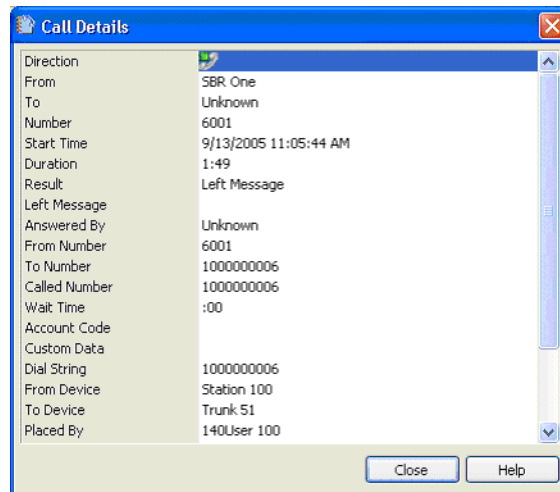 Call Details
Direction
From SBR One
To Unknown
Number 6001
Start Time 9/13/2005 11:05:44 AM
Duration 1:49
Result Left Message
Left Message
Answered By Unknown
From Number 6001
To Number 1000000006
Called Number 1000000006
Wait Time :00
Account Code
Custom Data
Dial String 1000000006
From Device Station 100
To Device Trunk 51
Placed By 140User 100
Close Help